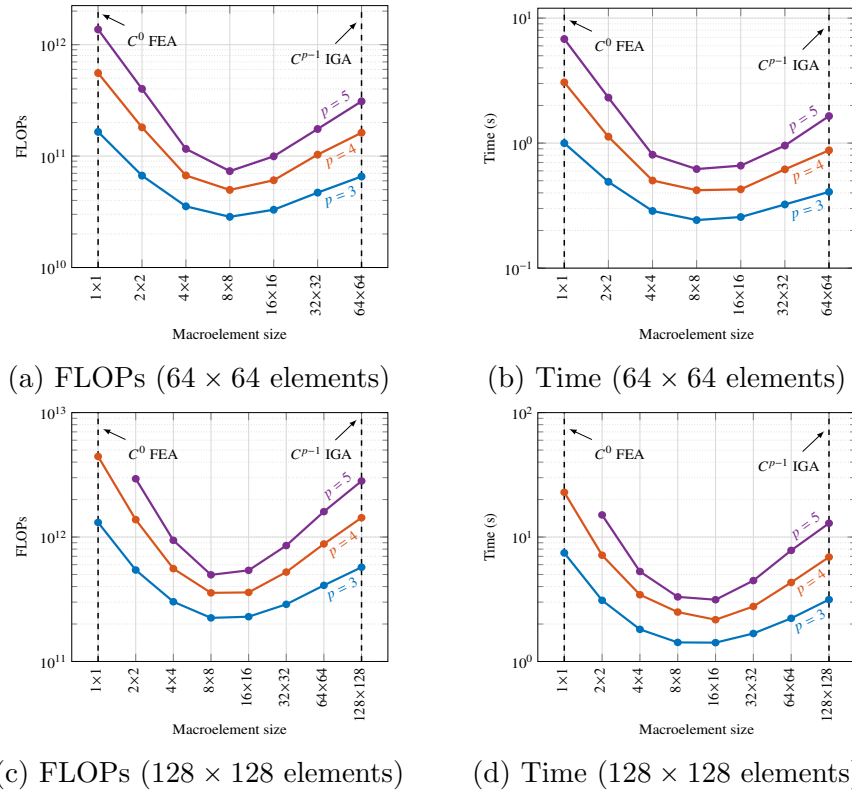 10^12
10^11
10^10
FLOPs
C^0 FEA
C^{p−1} IGA
p = 5
p = 4
p = 3
1×1
2×2
4×4
8×8
16×16
32×32
64×64
Macroelement size
(a) FLOPs (64 × 64 elements)
10^1
10^0
10^−1
Time (s)
C^0 FEA
C^{p−1} IGA
p = 5
p = 4
p = 3
1×1
2×2
4×4
8×8
16×16
32×32
64×64
Macroelement size
(b) Time (64 × 64 elements)
10^13
10^12
10^11
FLOPs
C^0 FEA
C^{p−1} IGA
p = 5
p = 4
p = 3
1×1
2×2
4×4
8×8
16×16
32×32
64×64
128×128
Macroelement size
(c) FLOPs (128 × 128 elements)
10^2
10^1
10^0
Time (s)
C^0 FEA
C^{p−1} IGA
p = 5
p = 4
p = 3
1×1
2×2
4×4
8×8
16×16
32×32
64×64
128×128
Macroelement size
(d) Time (128 × 128 elements)